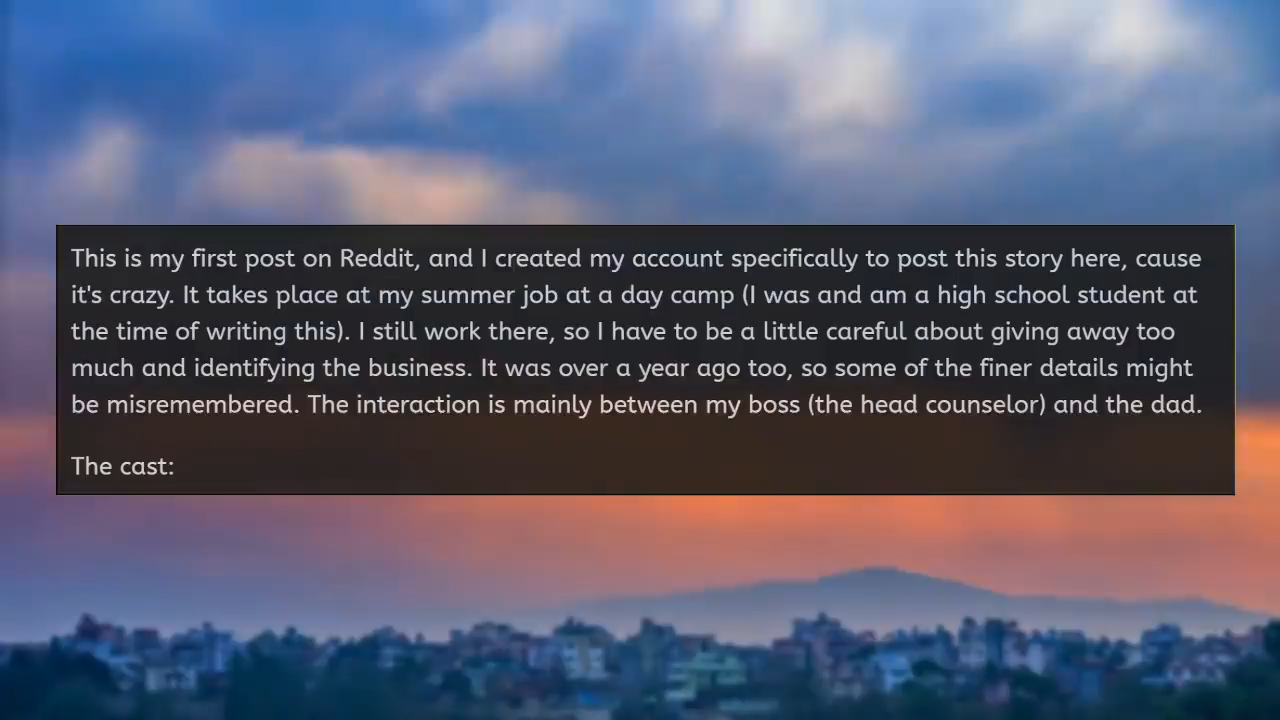 This is my first post on Reddit, and I created my account specifically to post this story here, cause
it's crazy. It takes place at my summer job at a day camp (I was and am a high school student at
the time of writing this). I still work there, so I have to be a little careful about giving away too
much and identifying the business. It was over a year ago too, so some of the finer details might
be misremembered. The interaction is mainly between my boss (the head counselor) and the dad.
The cast: